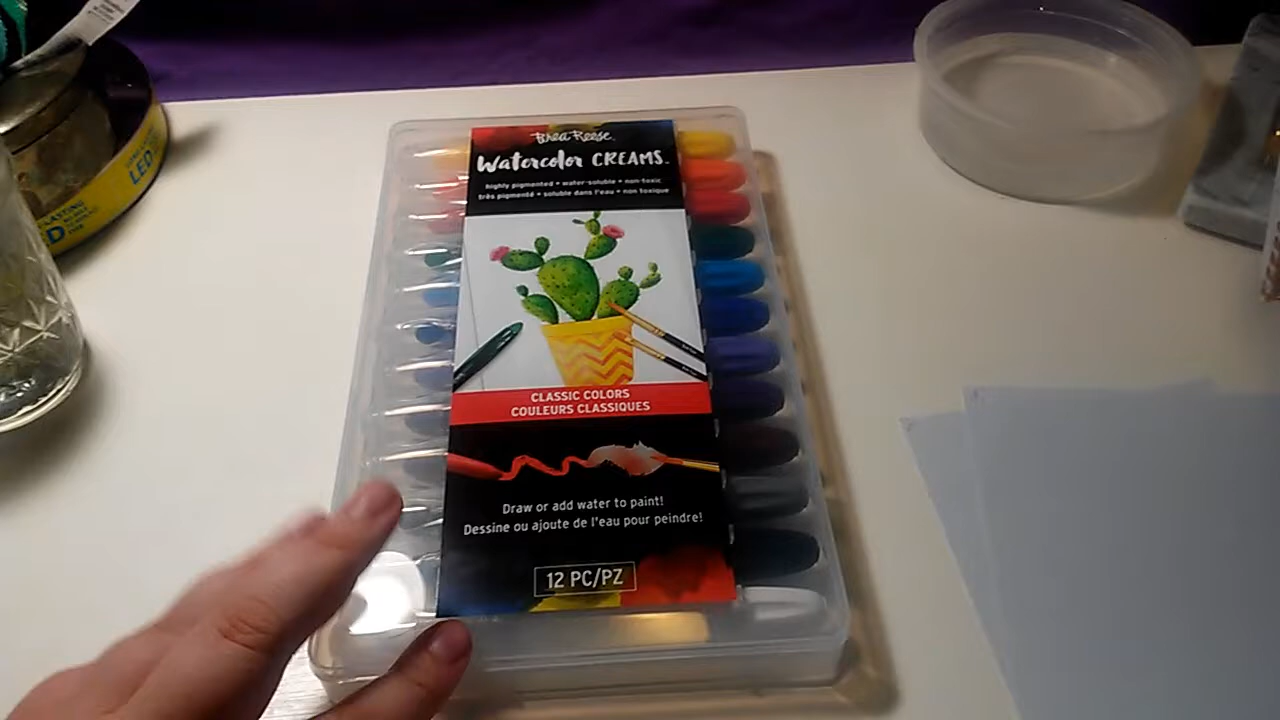 Brea Reese
Watercolor CREAMS
highly pigmented • water-soluble • non-toxic
très pigmenté • soluble dans l'eau • non toxique
CLASSIC COLORS
COULEURS CLASSIQUES
Draw or add water to paint!
Dessine ou ajoute de l'eau pour peindre!
12 PC/PZ
LED